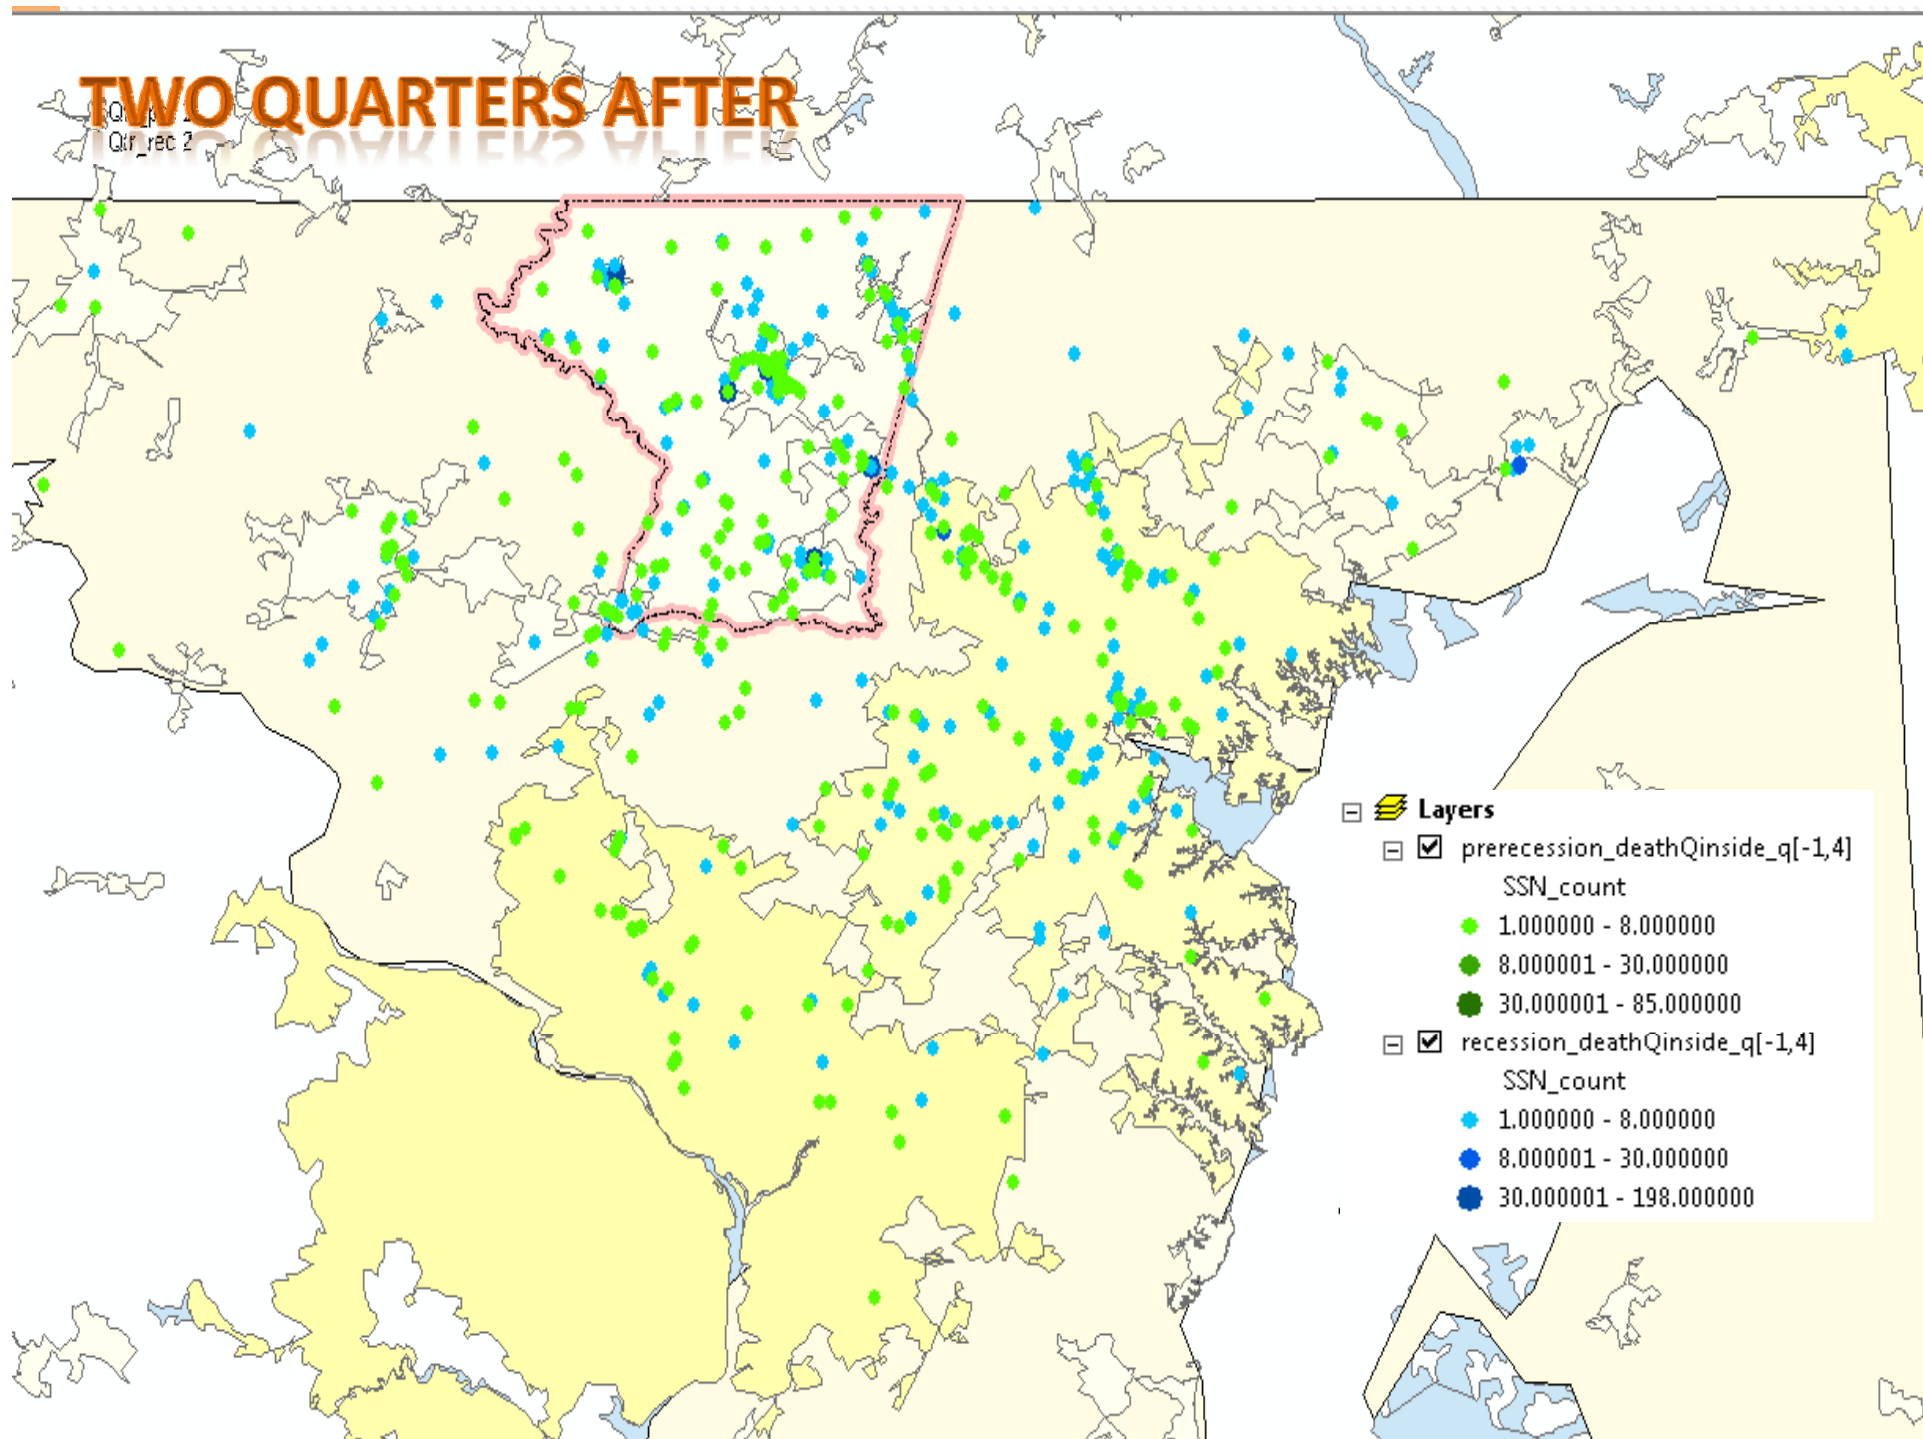 TWO QUARTERS AFTER
Qtr_rec 2
Layers
prerecession_deathQinside_q[-1,4]
SSN_count
1.000000 - 8.000000
8.000001 - 30.000000
30.000001 - 85.000000
recession_deathQinside_q[-1,4]
SSN_count
1.000000 - 8.000000
8.000001 - 30.000000
30.000001 - 198.000000